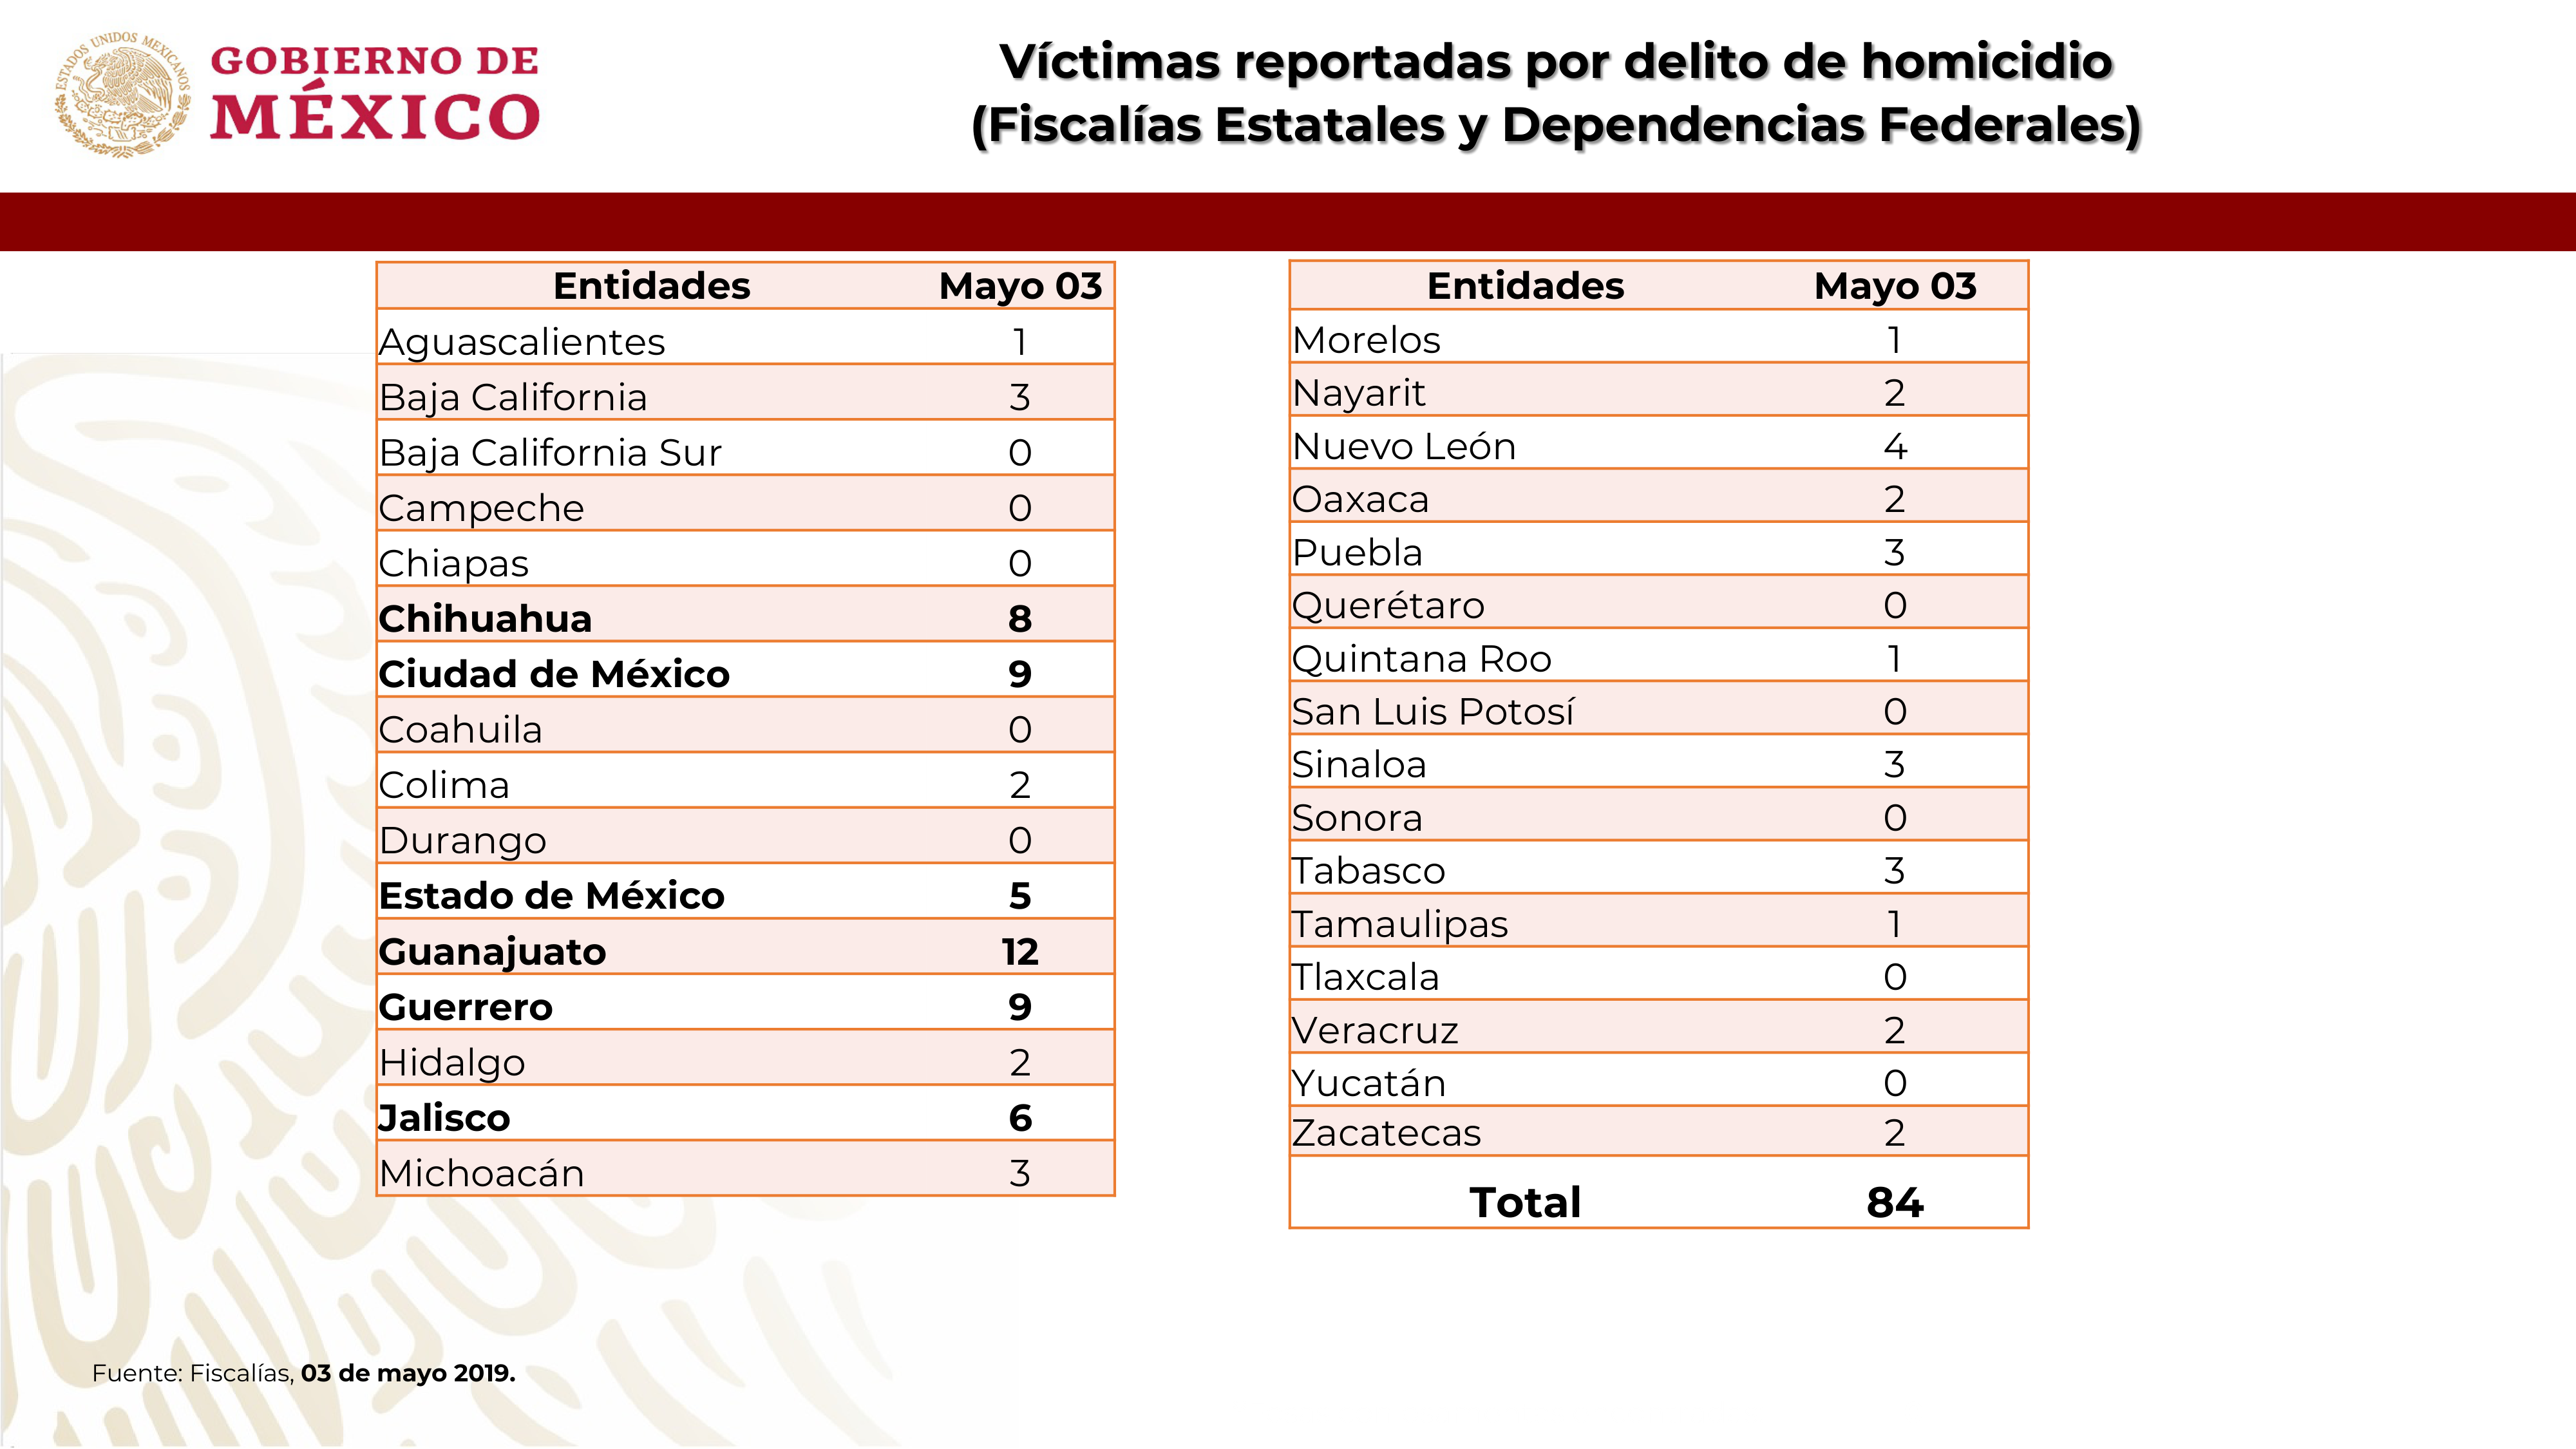 ESTADOS UNIDOS MEXICANOS
GOBIERNO DE
MÉXICO
Víctimas reportadas por delito de homicidio
(Fiscalías Estatales y Dependencias Federales)
Entidades Mayo 03
Aguascalientes 1
Baja California 3
Baja California Sur 0
Campeche 0
Chiapas 0
Chihuahua 8
Ciudad de México 9
Coahuila 0
Colima 2
Durango 0
Estado de México 5
Guanajuato 12
Guerrero 9
Hidalgo 2
Jalisco 6
Michoacán 3
Entidades Mayo 03
Morelos 1
Nayarit 2
Nuevo León 4
Oaxaca 2
Puebla 3
Querétaro 0
Quintana Roo 1
San Luis Potosí 0
Sinaloa 3
Sonora 0
Tabasco 3
Tamaulipas 1
Tlaxcala 0
Veracruz 2
Yucatán 0
Zacatecas 2
Total 84
Fuente: Fiscalías, 03 de mayo 2019.